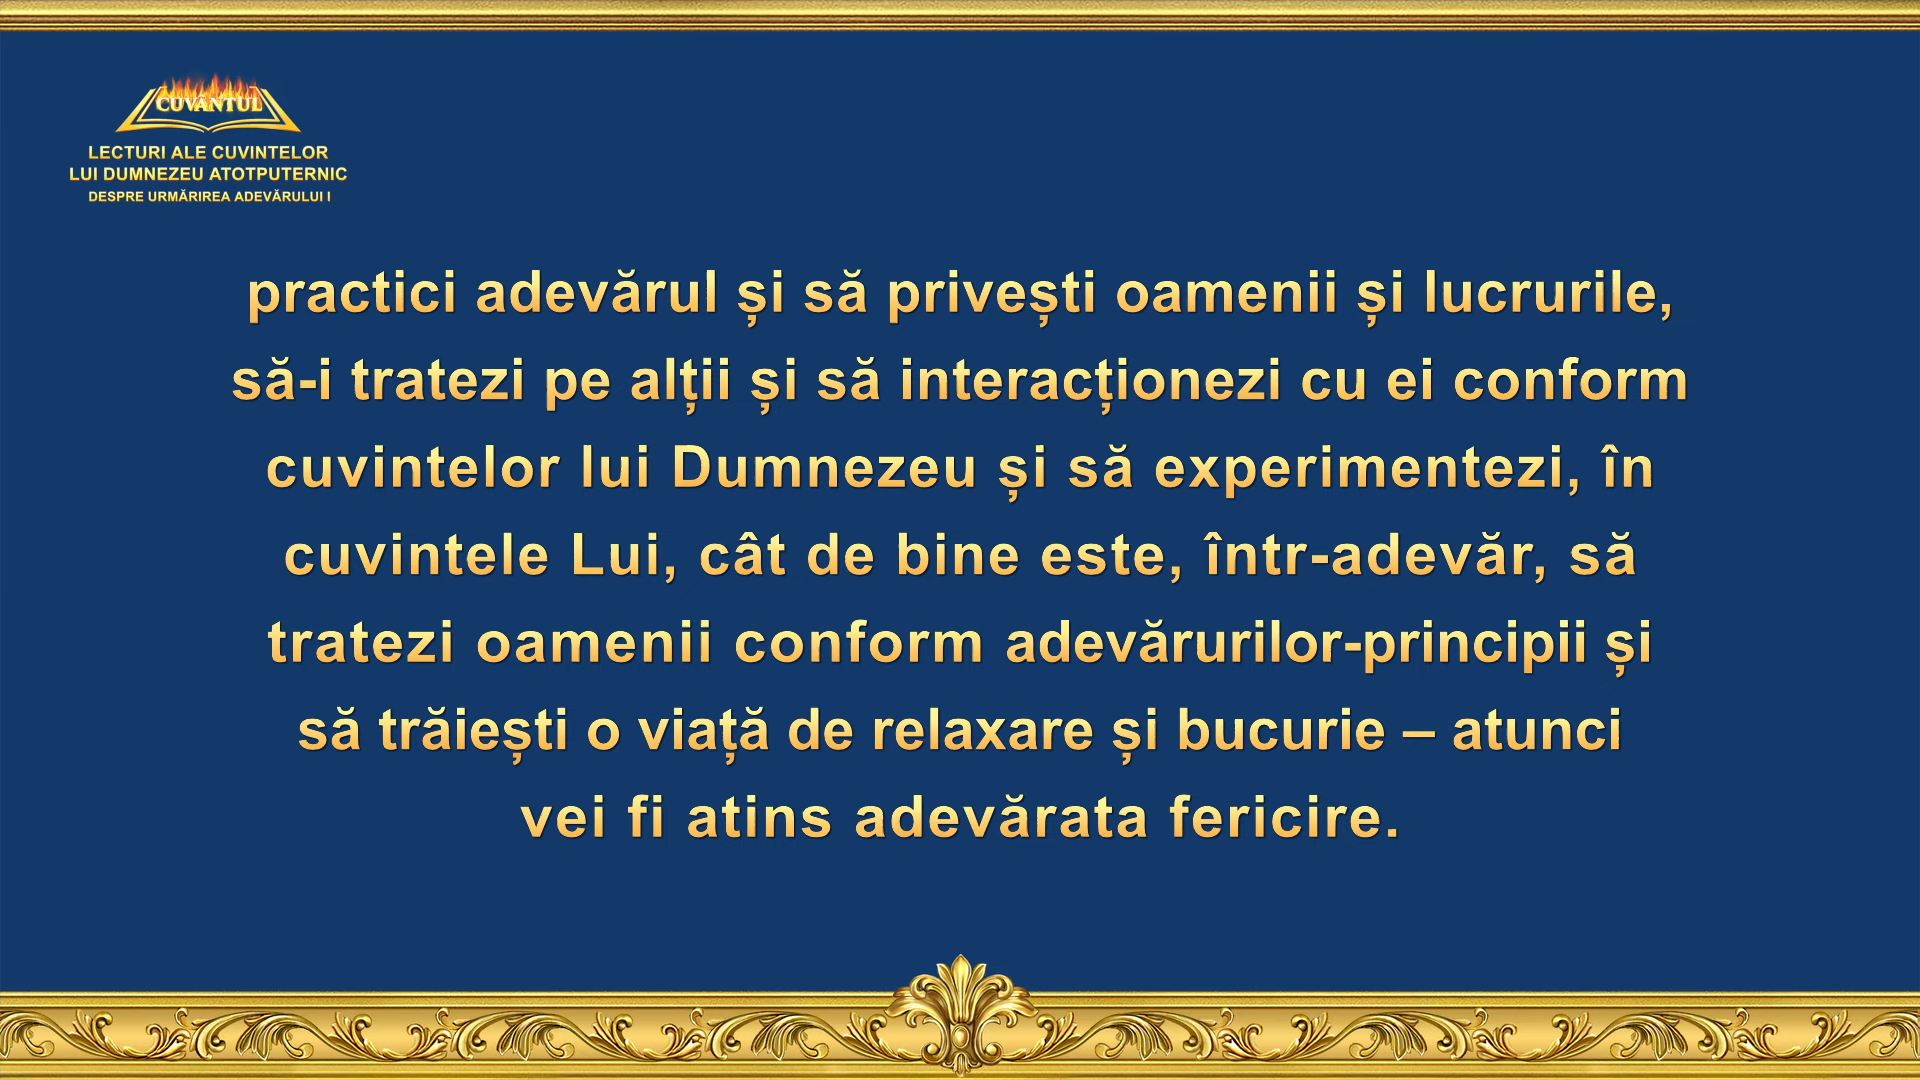 CUVÂNTUL
LECTURI ALE CUVINTELOR
LUI DUMNEZEU ATOTPUTERNIC
DESPRE URMĂRIREA ADEVĂRULUI I
practici adevărul și să privești oamenii și lucrurile,
să-i tratezi pe alții și să interacționezi cu ei conform
cuvintelor lui Dumnezeu și să experimentezi, în
cuvintele Lui, cât de bine este, într-adevăr, să
tratezi oamenii conform adevărurilor-principii și
să trăiești o viață de relaxare și bucurie – atunci
vei fi atins adevărata fericire.